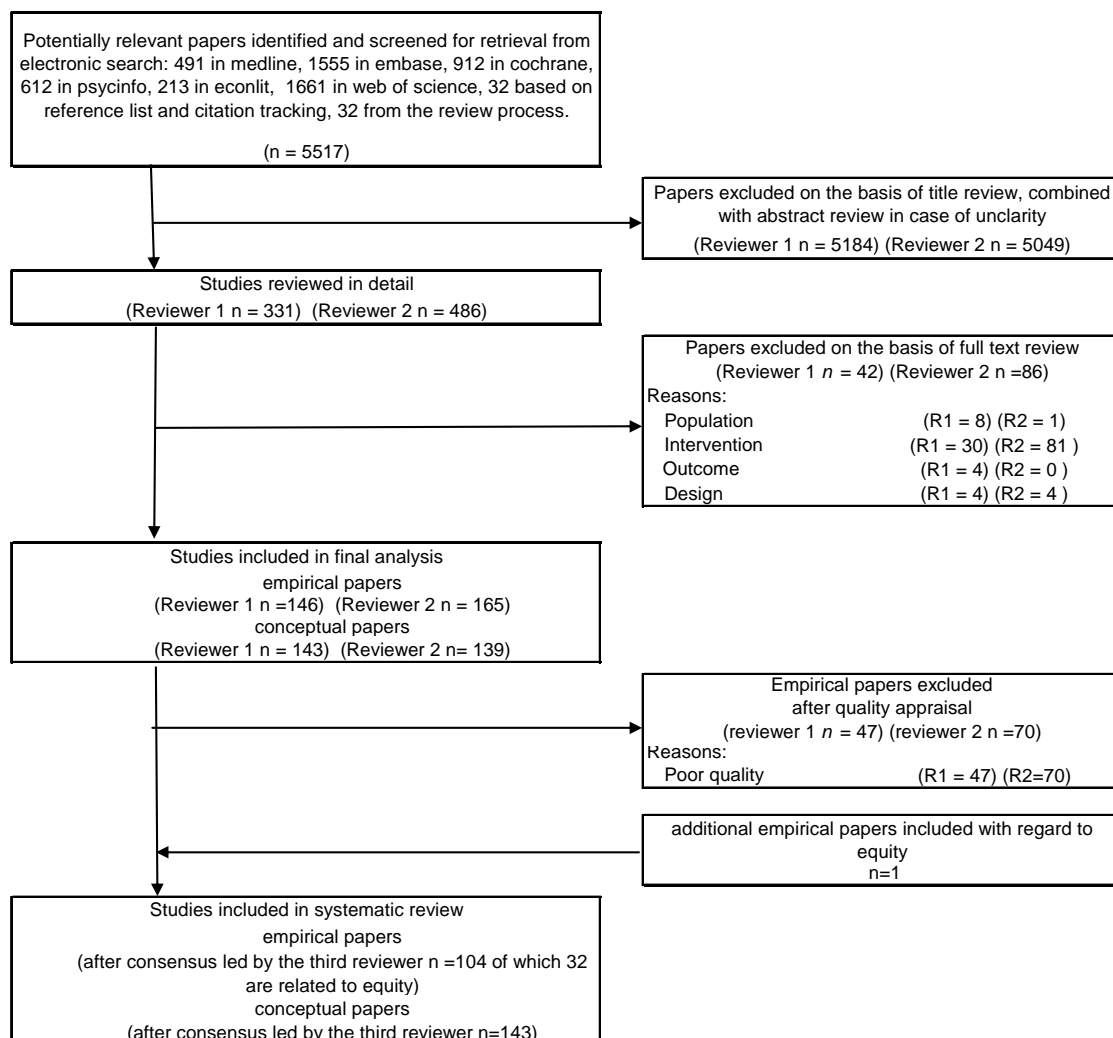 Potentially relevant papers identified and screened for retrieval from
electronic search: 491 in medline, 1555 in embase, 912 in cochrane,
612 in psycinfo, 213 in econlit, 1661 in web of science, 32 based on
reference list and citation tracking, 32 from the review process.
(n = 5517)
Papers excluded on the basis of title review, combined
with abstract review in case of unclarity
(Reviewer 1 n = 5184) (Reviewer 2 n = 5049)
Studies reviewed in detail
(Reviewer 1 n = 331) (Reviewer 2 n = 486)
Papers excluded on the basis of full text review
(Reviewer 1 n = 42) (Reviewer 2 n =86)
Reasons:
Population (R1 = 8) (R2 = 1)
Intervention (R1 = 30) (R2 = 81 )
Outcome (R1 = 4) (R2 = 0 )
Design (R1 = 4) (R2 = 4 )
Studies included in final analysis
empirical papers
(Reviewer 1 n =146) (Reviewer 2 n = 165)
conceptual papers
(Reviewer 1 n = 143) (Reviewer 2 n= 139)
Empirical papers excluded
after quality appraisal
(reviewer 1 n = 47) (reviewer 2 n =70)
Reasons:
Poor quality (R1 = 47) (R2=70)
additional empirical papers included with regard to
equity
n=1
Studies included in systematic review
empirical papers
(after consensus led by the third reviewer n =104 of which 32
are related to equity)
conceptual papers
(after consensus led by the third reviewer n=143)